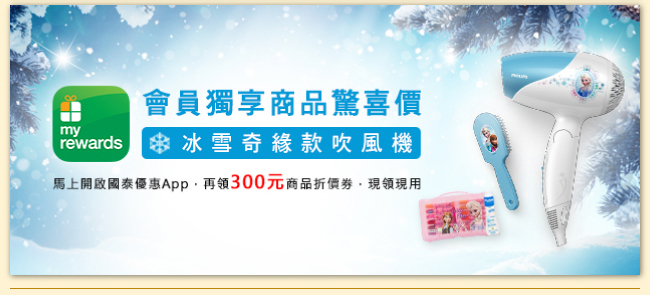 會員獨享商品驚喜價
my
rewards
冰雪奇緣款吹風機
馬上開啟國泰優惠App，再領300元商品折價券，現領現用
PHILIPS